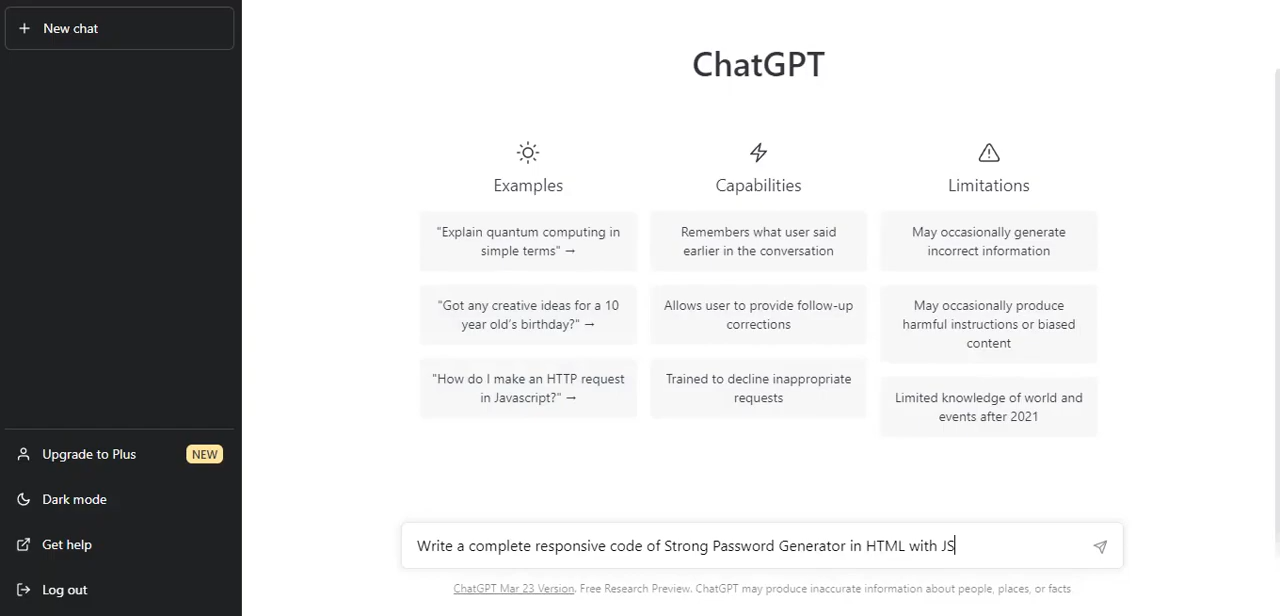 New chat
ChatGPT
Examples
Capabilities
Limitations
"Explain quantum computing in
simple terms" →
Remembers what user said
earlier in the conversation
May occasionally generate
incorrect information
"Got any creative ideas for a 10
year old's birthday?" →
Allows user to provide follow-up
corrections
May occasionally produce
harmful instructions or biased
content
"How do I make an HTTP request
in Javascript?" →
Trained to decline inappropriate
requests
Limited knowledge of world and
events after 2021
Upgrade to Plus NEW
Dark mode
Get help
Log out
Write a complete responsive code of Strong Password Generator in HTML with JS
ChatGPT Mar 23 Version. Free Research Preview. ChatGPT may produce inaccurate information about people, places, or facts